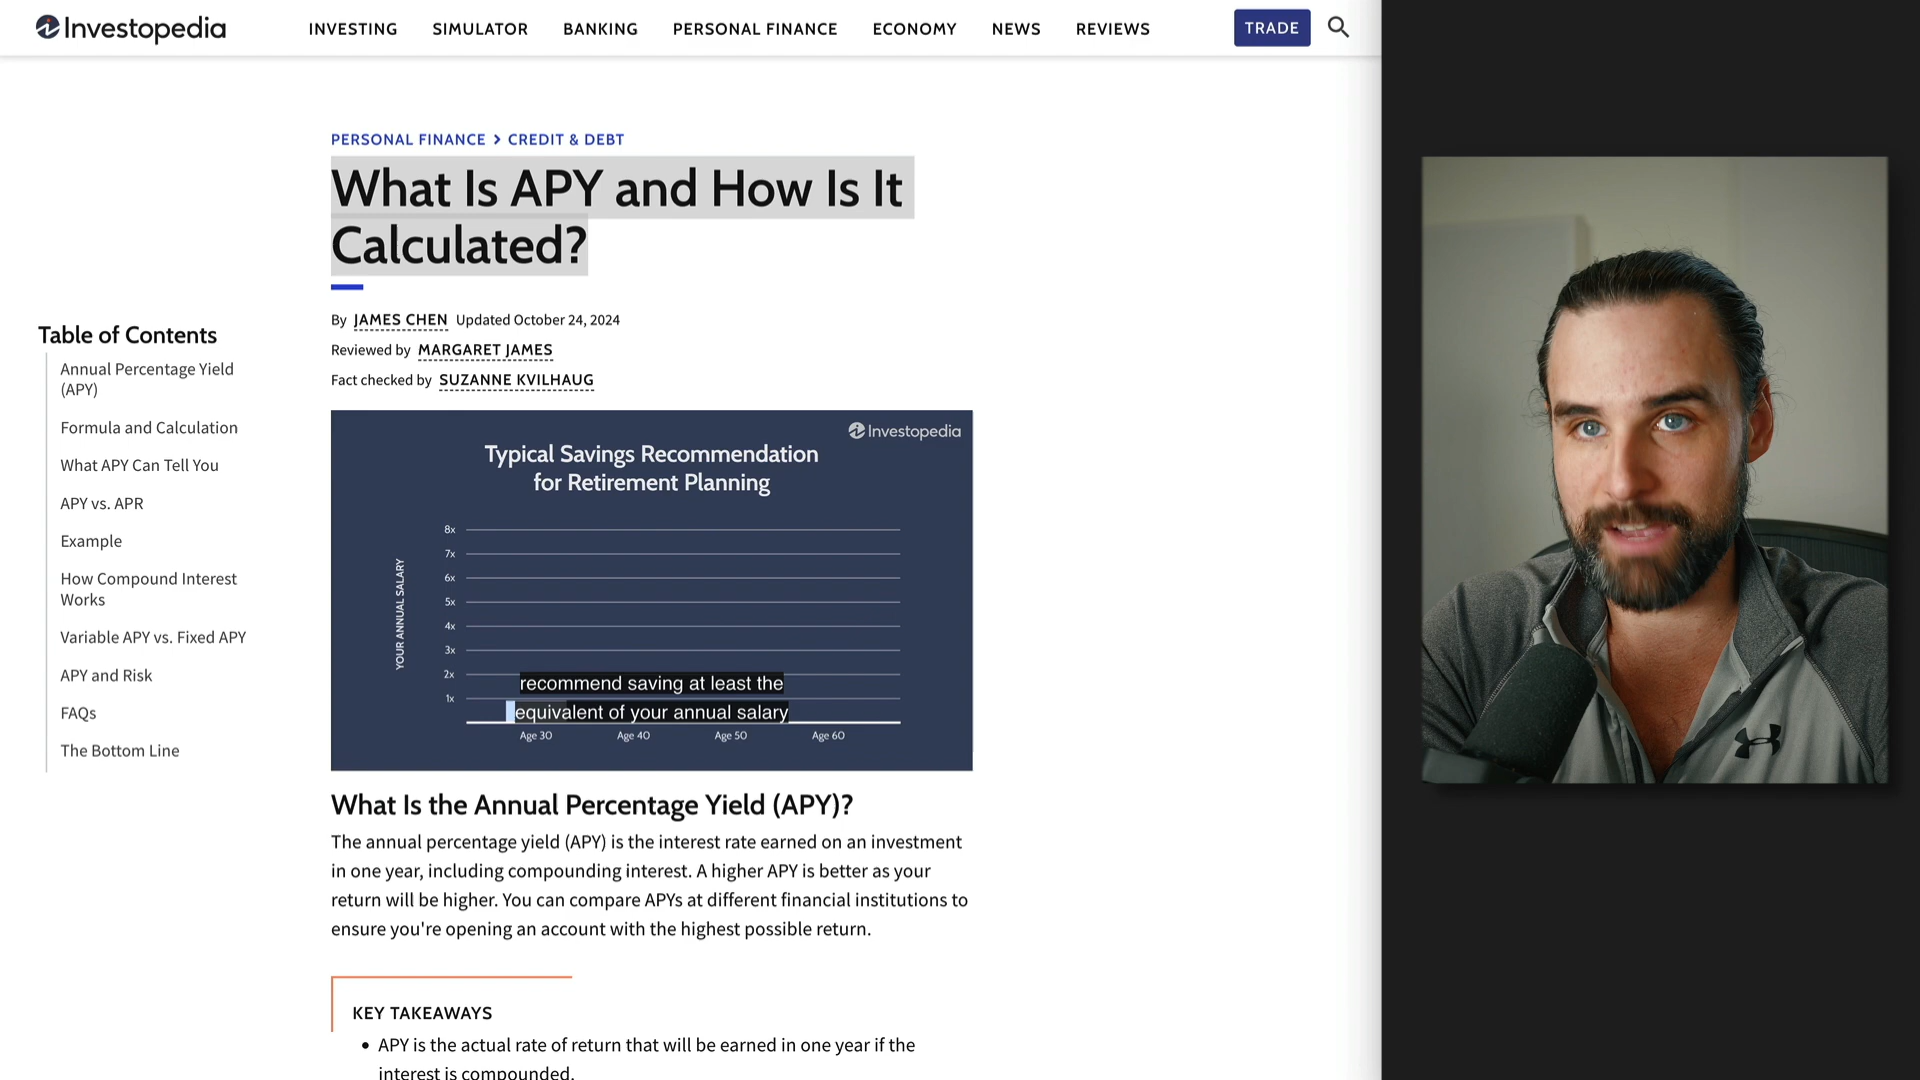 Investopedia
INVESTING
SIMULATOR
BANKING
PERSONAL FINANCE
ECONOMY
NEWS
REVIEWS
TRADE
PERSONAL FINANCE > CREDIT & DEBT
What Is APY and How Is It
Calculated?
By JAMES CHEN Updated October 24, 2024
Reviewed by MARGARET JAMES
Fact checked by SUZANNE KVILHAUG
Table of Contents
Annual Percentage Yield
(APY)
Formula and Calculation
What APY Can Tell You
APY vs. APR
Example
How Compound Interest
Works
Variable APY vs. Fixed APY
APY and Risk
FAQs
The Bottom Line
Investopedia
Typical Savings Recommendation
for Retirement Planning
YOUR ANNUAL SALARY
8x
7x
6x
5x
4x
3x
2x
1x
recommend saving at least the
equivalent of your annual salary
Age 30
Age 40
Age 50
Age 60
What Is the Annual Percentage Yield (APY)?
The annual percentage yield (APY) is the interest rate earned on an investment
in one year, including compounding interest. A higher APY is better as your
return will be higher. You can compare APYs at different financial institutions to
ensure you're opening an account with the highest possible return.
KEY TAKEAWAYS
• APY is the actual rate of return that will be earned in one year if the
interest is compounded.